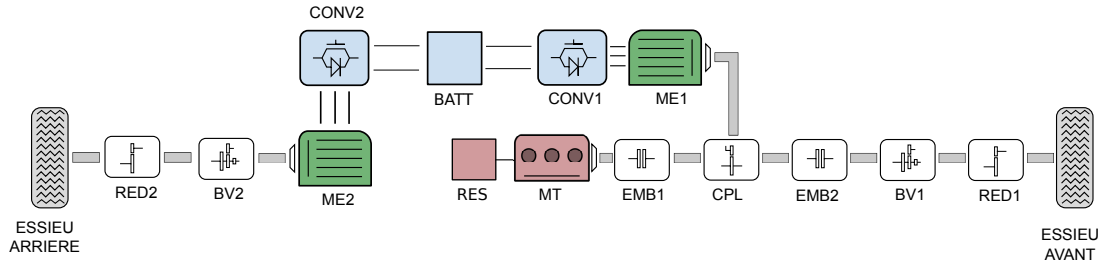 CONV2
BATT
CONV1
ME1
RED2
BV2
ME2
RES
MT
EMB1
CPL
EMB2
BV1
RED1
ESSIEU
ARRIERE
ESSIEU
AVANT